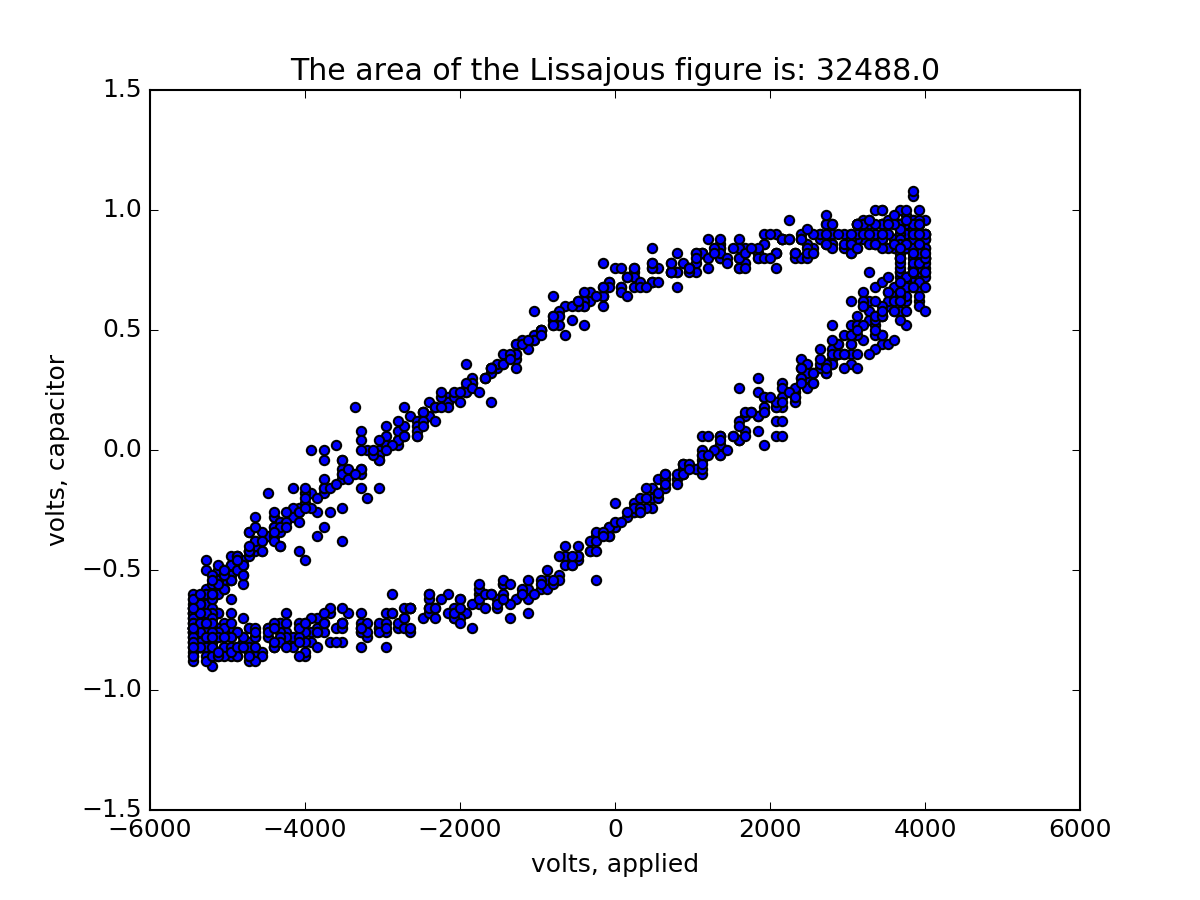 The area of the Lissajous figure is: 32488.0
1.5
1.0
0.5
0.0
−0.5
−1.0
−1.5
volts, capacitor
−6000 −4000 −2000 0 2000 4000 6000
volts, applied